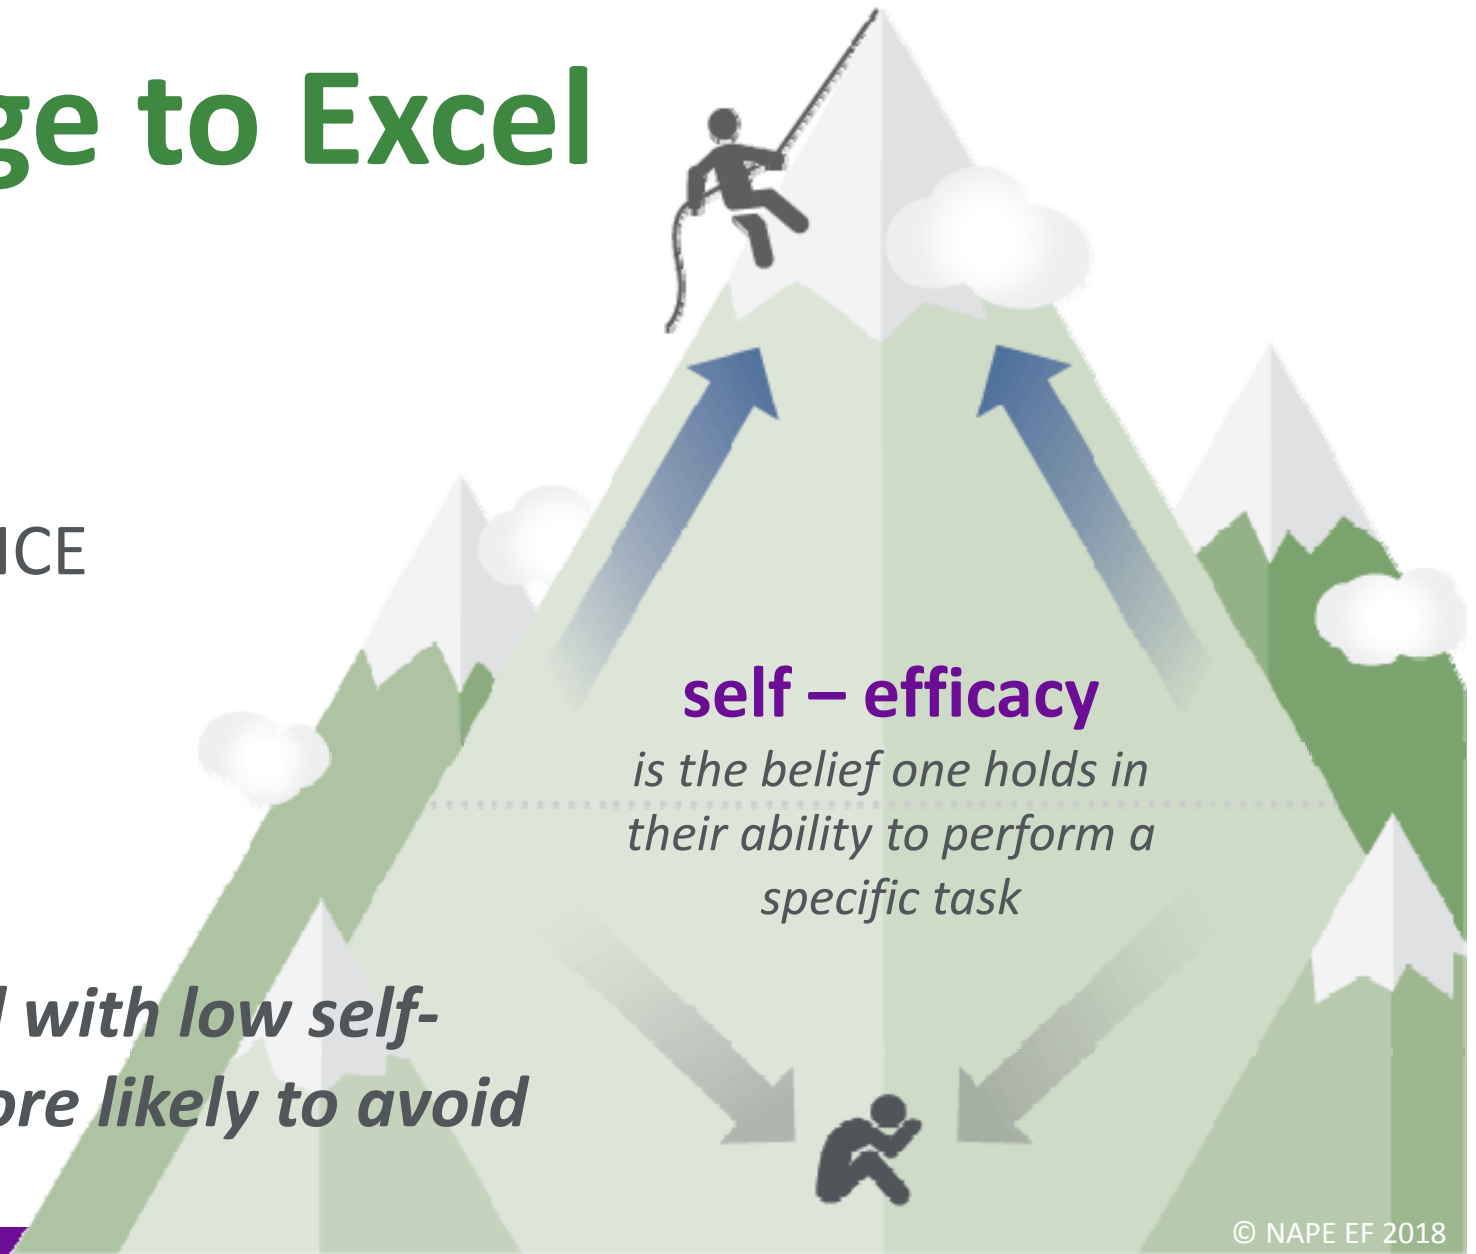 ge to Excel
ICE
self – efficacy
is the belief one holds in
their ability to perform a
specific task
with low self-
ore likely to avoid
© NAPE EF 2018